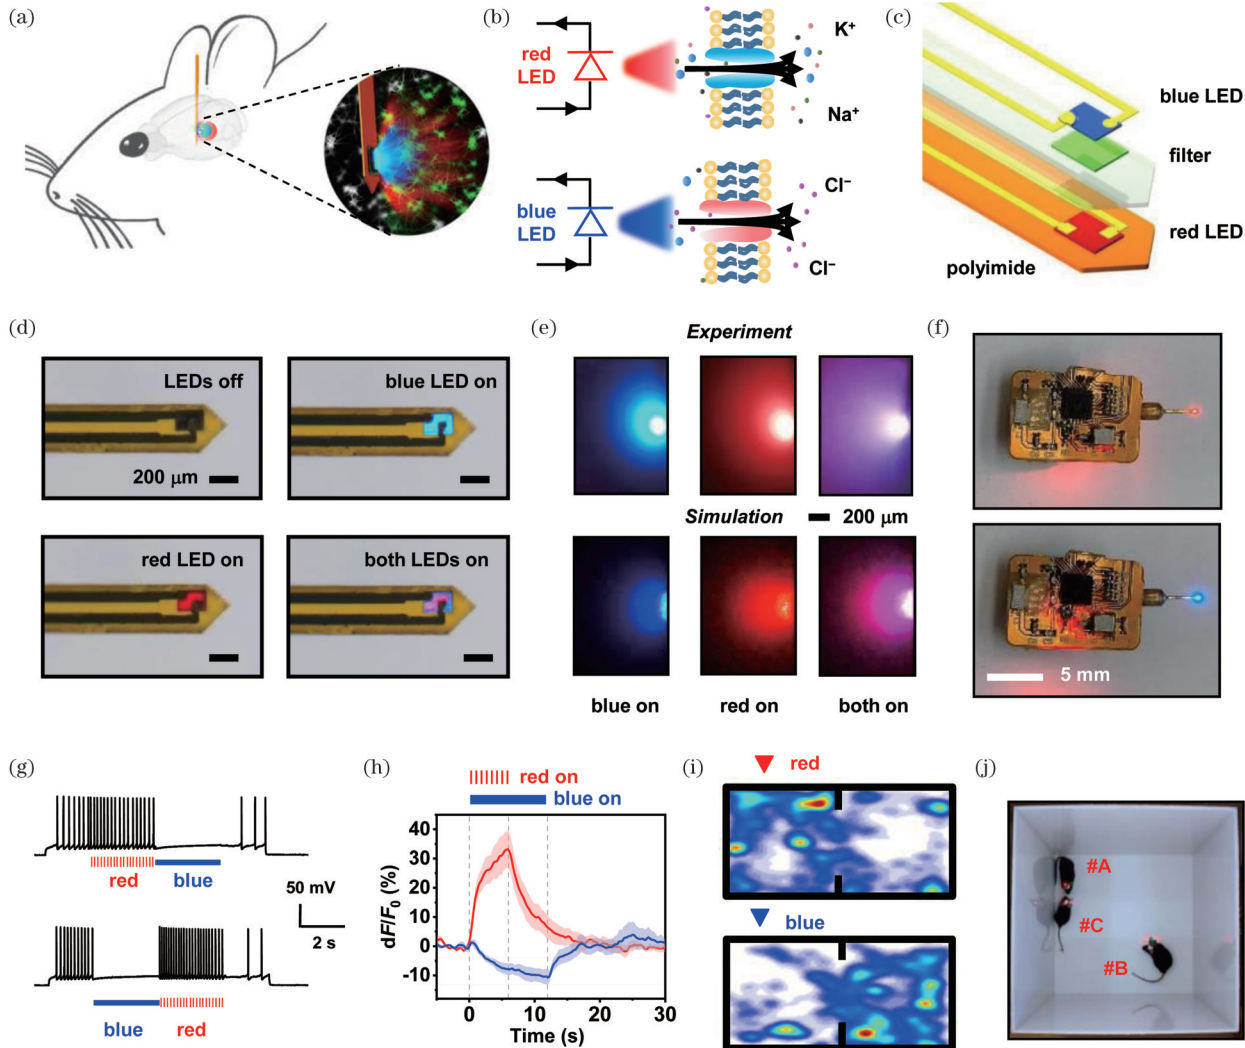 (a)
(b)
red
LED
K⁺
Na⁺
blue
LED
Cl⁻
Cl⁻
(c)
blue LED
filter
red LED
polyimide
(d)
LEDs off
200 μm
blue LED on
red LED on
both LEDs on
(e)
Experiment
Simulation
200 μm
blue on
red on
both on
(f)
5 mm
(g)
red
blue
50 mV
2 s
blue
red
(h)
red on
blue on
dF/F₀ (%)
40
30
20
10
0
-10
0
10
20
30
Time (s)
(i)
red
blue
(j)
#A
#C
#B